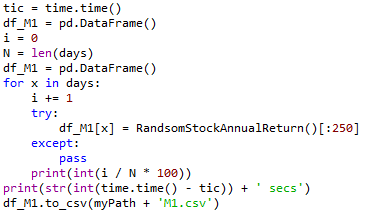 tic = time.time()
df_M1 = pd.DataFrame()
i = 0
N = len(days)
df_M1 = pd.DataFrame()
for x in days:
    i += 1
    try:
        df_M1[x] = RandsomStockAnnualReturn()[:250]
    except:
        pass
    print(int(i / N * 100))
print(str(int(time.time() - tic)) + ' secs')
df_M1.to_csv(myPath + 'M1.csv')